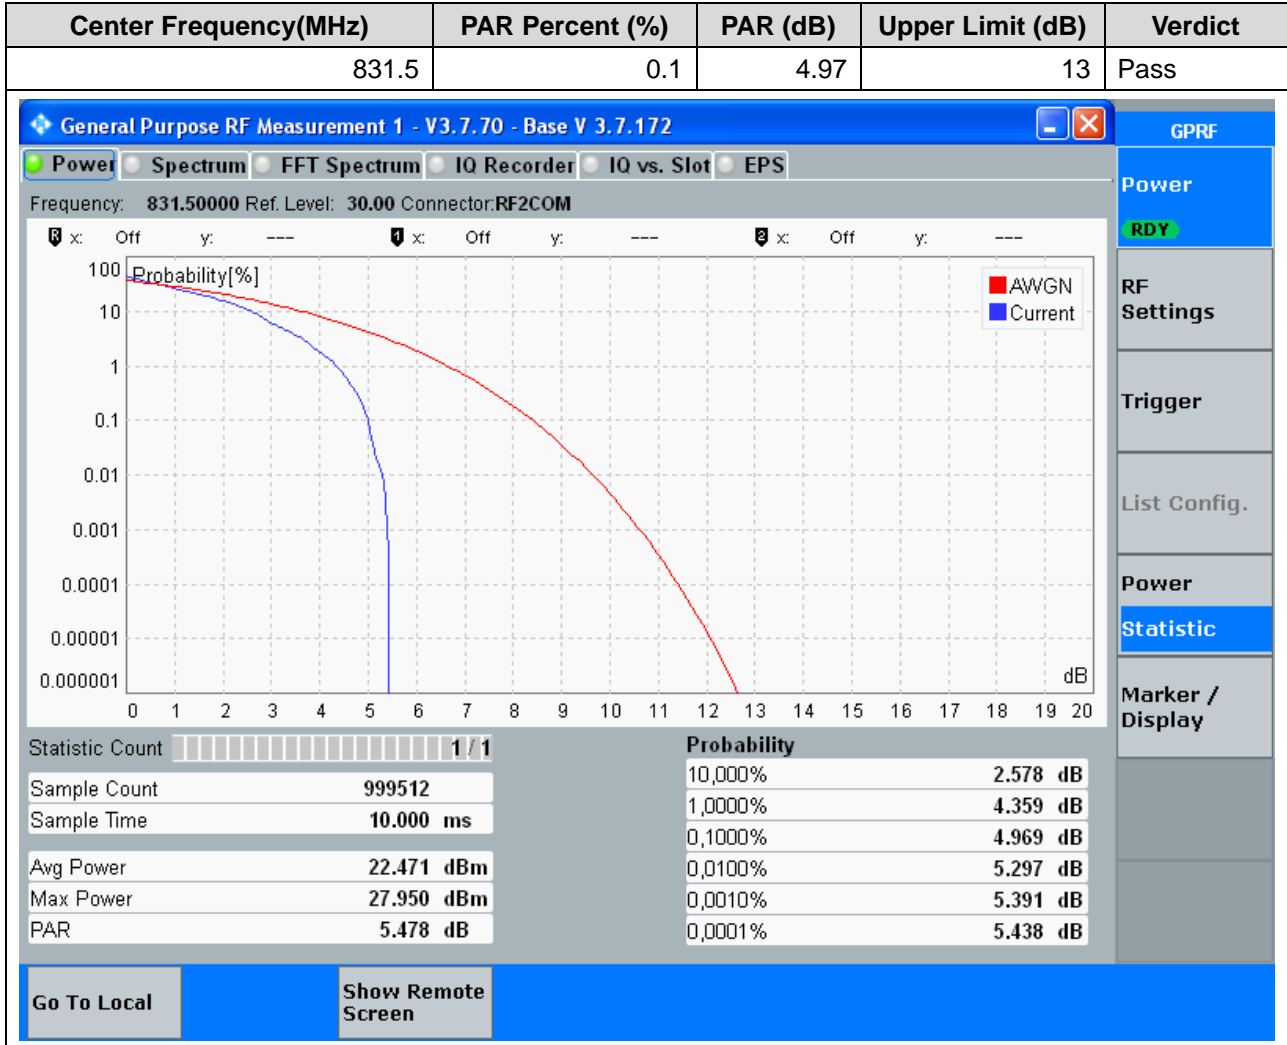 Center Frequency(MHz) PAR Percent (%) PAR (dB) Upper Limit (dB) Verdict
831.5 0.1 4.97 13 Pass
General Purpose RF Measurement 1 - V3.7.70 - Base V 3.7.172
GPRF
Power Spectrum FFT Spectrum IQ Recorder IQ vs. Slot EPS
Frequency: 831.50000 Ref. Level: 30.00 Connector:RF2COM
R x: Off y: --- 1 x: Off y: --- 2 x: Off y: ---
Probability[%]
AWGN
Current
100
10
1
0.1
0.01
0.001
0.0001
0.00001
0.000001
dB
0 1 2 3 4 5 6 7 8 9 10 11 12 13 14 15 16 17 18 19 20
Statistic Count 1 / 1
Sample Count 999512
Sample Time 10.000 ms
Avg Power 22.471 dBm
Max Power 27.950 dBm
PAR 5.478 dB
Probability
10,000% 2.578 dB
1,0000% 4.359 dB
0,1000% 4.969 dB
0,0100% 5.297 dB
0,0010% 5.391 dB
0,0001% 5.438 dB
Power
RDY
RF
Settings
Trigger
List Config.
Power
Statistic
Marker /
Display
Go To Local
Show Remote
Screen